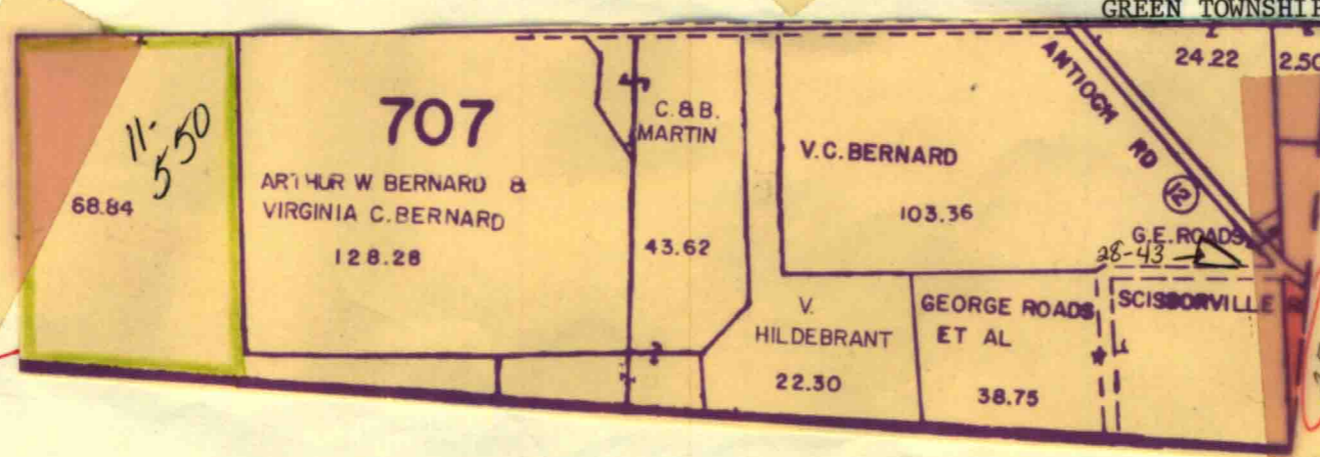 GREEN TOWNSHIP
24.22
2.50
ANTIOCH RD
12
11-
550
68.84
707
ARTHUR W BERNARD &
VIRGINIA C. BERNARD
128.28
C. & B.
MARTIN
43.62
V.C. BERNARD
103.36
G.E. ROADS
28-43
V.
HILDEBRANT
22.30
GEORGE ROADS
ET AL
38.75
SCISSORVILLE R